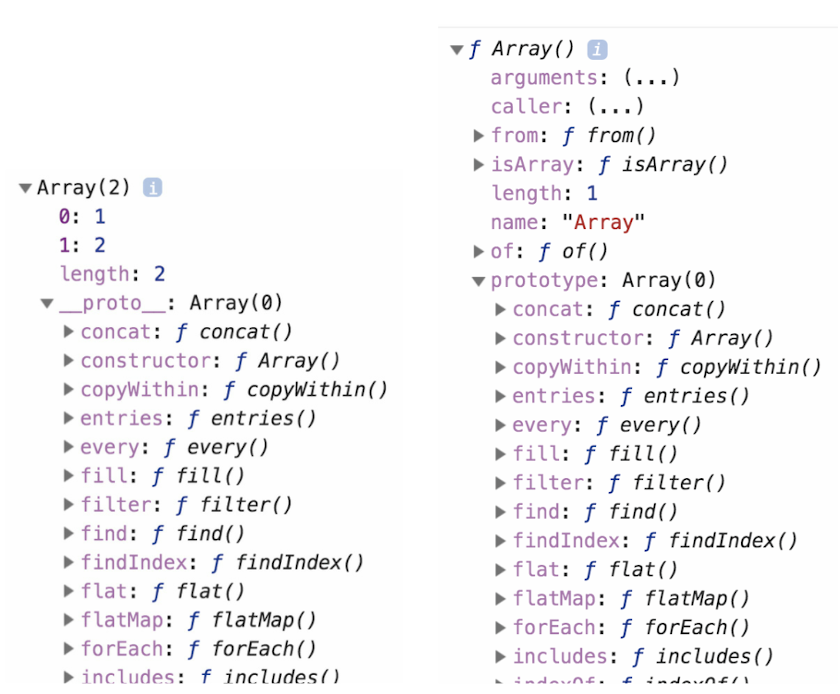 ▼Array(2) i
0: 1
1: 2
length: 2
▼__proto__: Array(0)
▶concat: ƒ concat()
▶constructor: ƒ Array()
▶copyWithin: ƒ copyWithin()
▶entries: ƒ entries()
▶every: ƒ every()
▶fill: ƒ fill()
▶filter: ƒ filter()
▶find: ƒ find()
▶findIndex: ƒ findIndex()
▶flat: ƒ flat()
▶flatMap: ƒ flatMap()
▶forEach: ƒ forEach()
▶includes: ƒ includes()
▼ƒ Array() i
arguments: (...)
caller: (...)
▶from: ƒ from()
▶isArray: ƒ isArray()
length: 1
name: "Array"
▶of: ƒ of()
▼prototype: Array(0)
▶concat: ƒ concat()
▶constructor: ƒ Array()
▶copyWithin: ƒ copyWithin()
▶entries: ƒ entries()
▶every: ƒ every()
▶fill: ƒ fill()
▶filter: ƒ filter()
▶find: ƒ find()
▶findIndex: ƒ findIndex()
▶flat: ƒ flat()
▶flatMap: ƒ flatMap()
▶forEach: ƒ forEach()
▶includes: ƒ includes()
▶indexOf: ƒ indexOf()